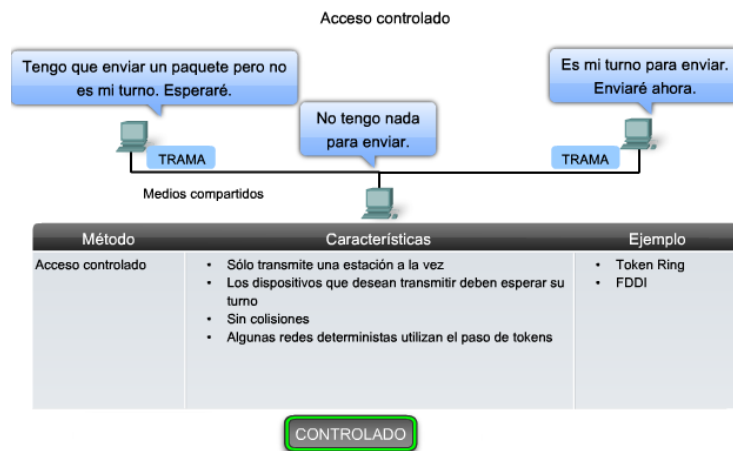 Acceso controlado
Tengo que enviar un paquete pero no
es mi turno. Esperaré.
Es mi turno para enviar.
Enviaré ahora.
No tengo nada
para enviar.
TRAMA
TRAMA
Medios compartidos
Método
Características
Ejemplo
Acceso controlado
• Sólo transmite una estación a la vez
• Los dispositivos que desean transmitir deben esperar su
turno
• Sin colisiones
• Algunas redes deterministas utilizan el paso de tokens
• Token Ring
• FDDI
CONTROLADO